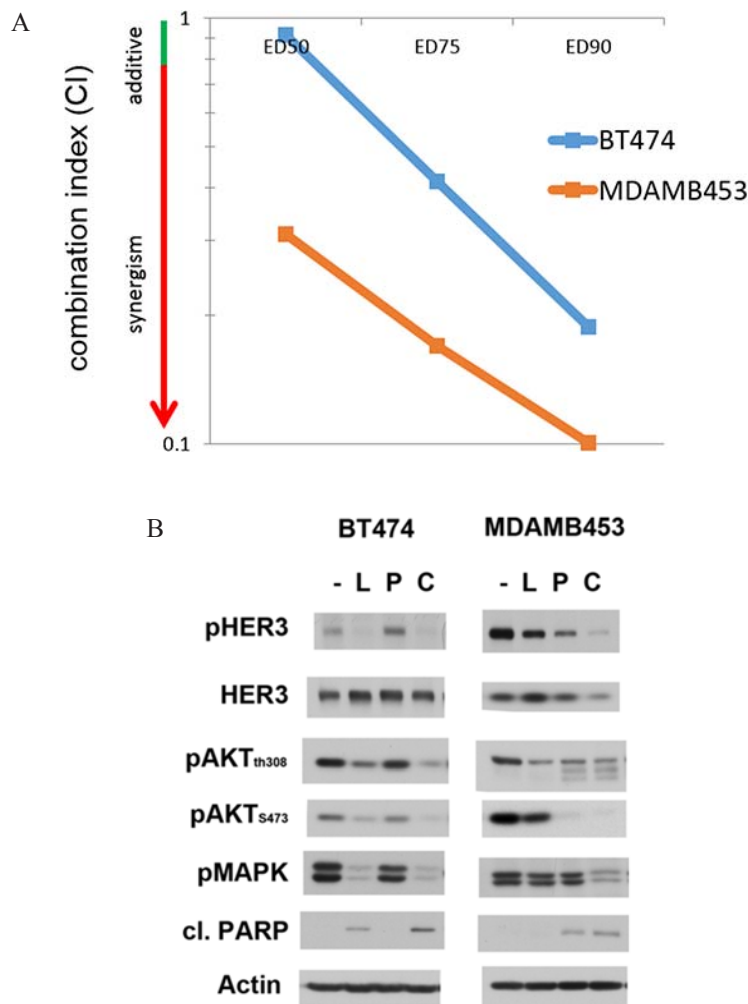 A
1
ED50 ED75 ED90
additive
combination index (CI)
synergism
BT474
MDAMB453
0.1
B
BT474 MDAMB453
- L P C - L P C
pHER3
HER3
pAKTth308
pAKTS473
pMAPK
cl. PARP
Actin